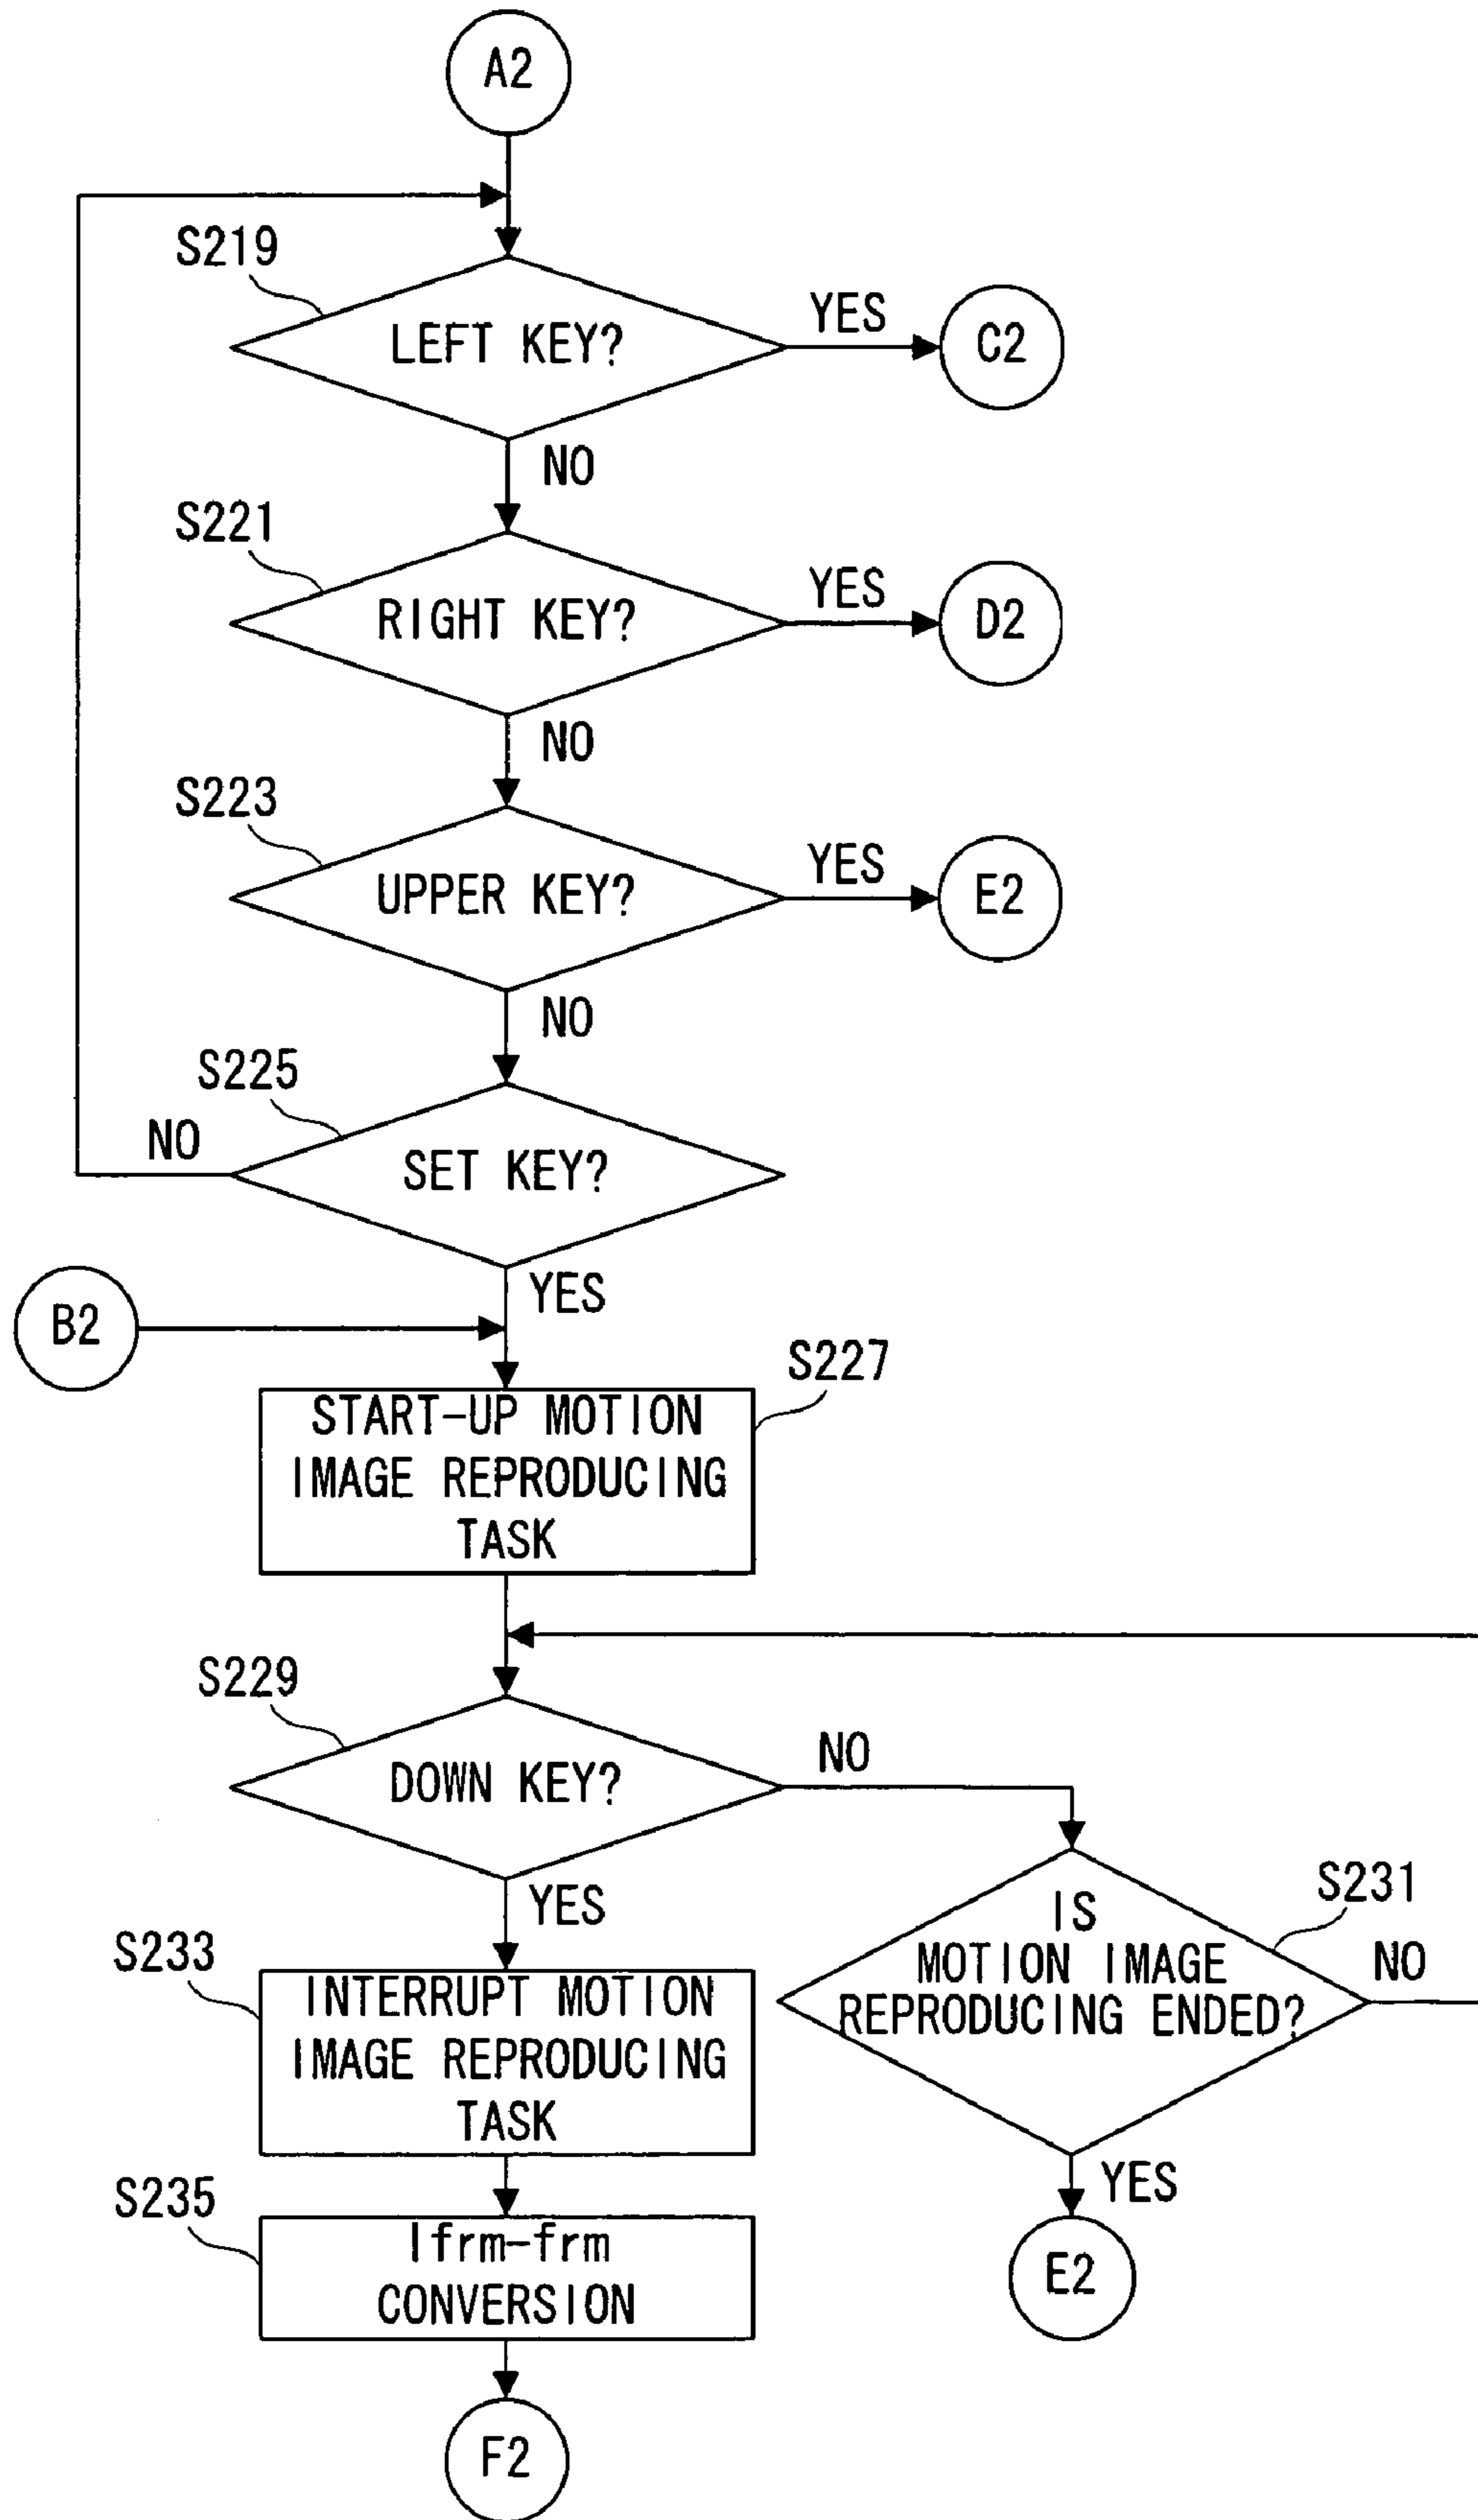 A2
S219
LEFT KEY?
YES
C2
NO
S221
RIGHT KEY?
YES
D2
NO
S223
UPPER KEY?
YES
E2
NO
S225
NO
SET KEY?
YES
B2
S227
START-UP MOTION
IMAGE REPRODUCING
TASK
S229
DOWN KEY?
NO
YES
S231
IS
MOTION IMAGE
REPRODUCING ENDED?
NO
S233
INTERRUPT MOTION
IMAGE REPRODUCING
TASK
YES
S235
Ifrm-frm
CONVERSION
E2
F2